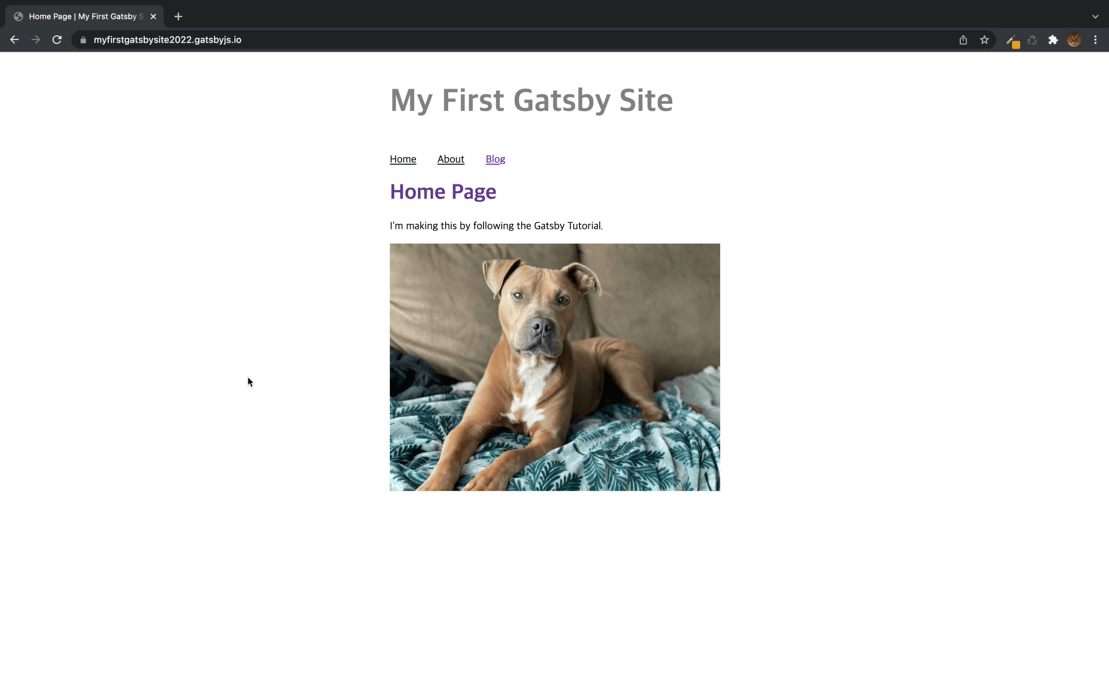 Home Page | My First Gatsby S
myfirstgatsbysite2022.gatsbyjs.io
My First Gatsby Site
Home About Blog
Home Page
I'm making this by following the Gatsby Tutorial.